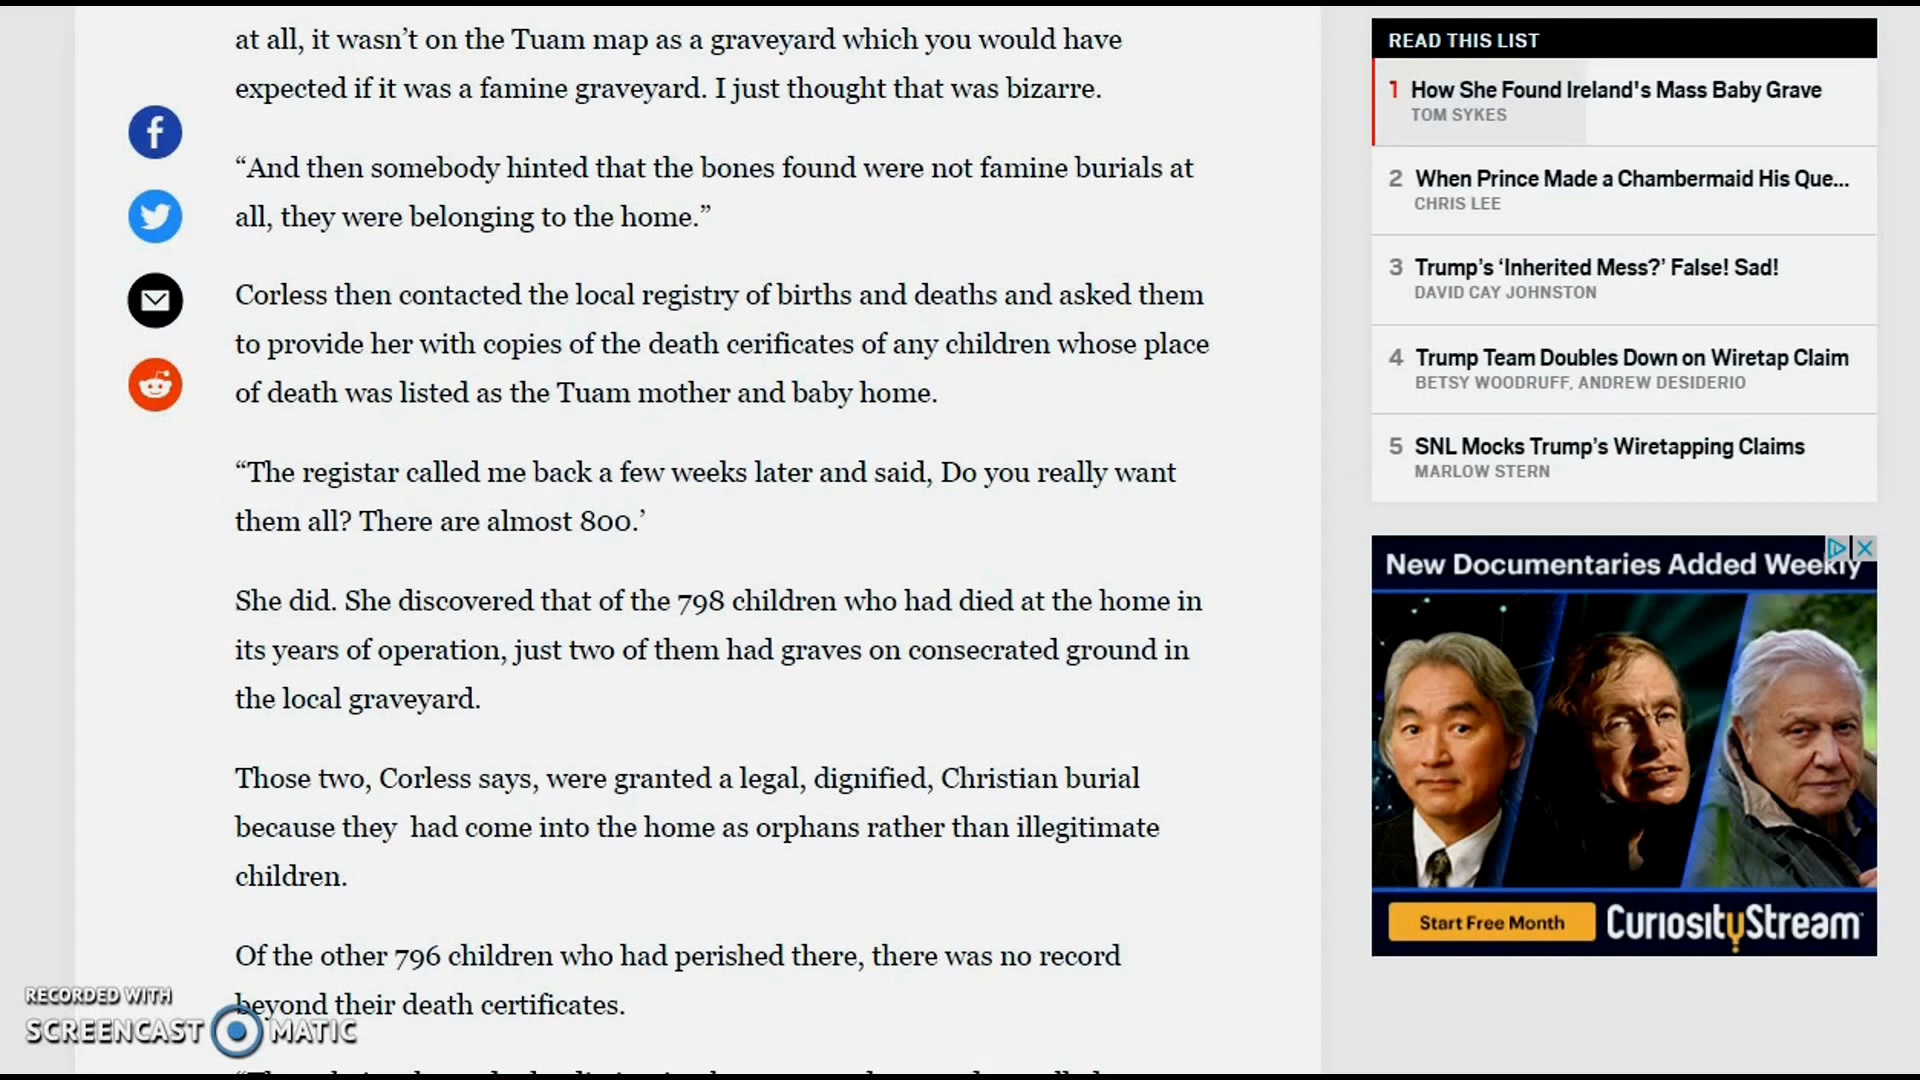 at all, it wasn’t on the Tuam map as a graveyard which you would have
expected if it was a famine graveyard. I just thought that was bizarre.
“And then somebody hinted that the bones found were not famine burials at
all, they were belonging to the home.”
Corless then contacted the local registry of births and deaths and asked them
to provide her with copies of the death cerificates of any children whose place
of death was listed as the Tuam mother and baby home.
“The registar called me back a few weeks later and said, Do you really want
them all? There are almost 800.’
She did. She discovered that of the 798 children who had died at the home in
its years of operation, just two of them had graves on consecrated ground in
the local graveyard.
Those two, Corless says, were granted a legal, dignified, Christian burial
because they  had come into the home as orphans rather than illegitimate
children.
Of the other 796 children who had perished there, there was no record
beyond their death certificates.
READ THIS LIST
1 How She Found Ireland's Mass Baby Grave
TOM SYKES
2 When Prince Made a Chambermaid His Que...
CHRIS LEE
3 Trump’s ‘Inherited Mess?’ False! Sad!
DAVID CAY JOHNSTON
4 Trump Team Doubles Down on Wiretap Claim
BETSY WOODRUFF, ANDREW DESIDERIO
5 SNL Mocks Trump’s Wiretapping Claims
MARLOW STERN
New Documentaries Added Weekly
Start Free Month
CuriosityStream
RECORDED WITH
SCREENCAST MATIC